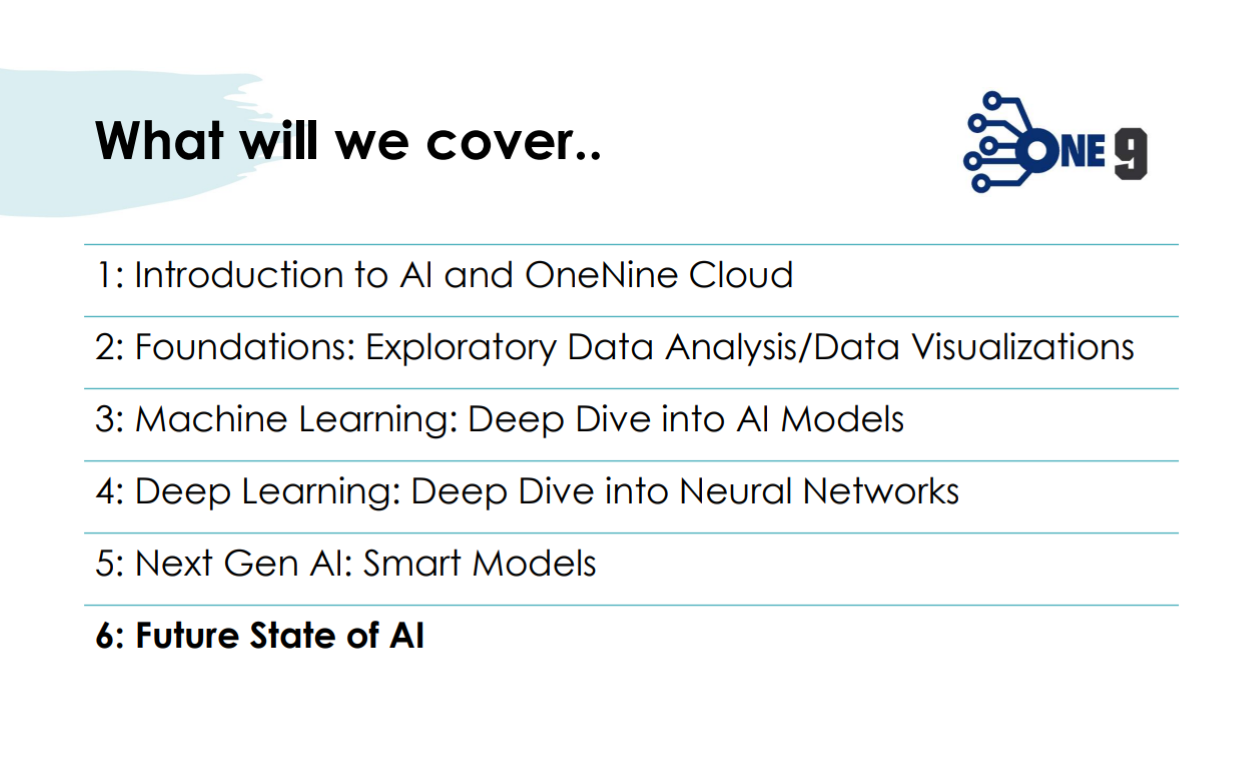 What will we cover..
ONE 9
1: Introduction to AI and OneNine Cloud
2: Foundations: Exploratory Data Analysis/Data Visualizations
3: Machine Learning: Deep Dive into AI Models
4: Deep Learning: Deep Dive into Neural Networks
5: Next Gen AI: Smart Models
6: Future State of AI